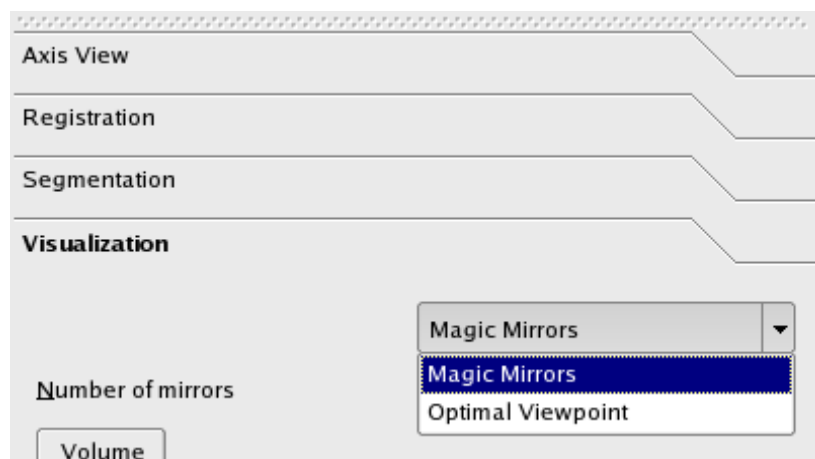 Axis View
Registration
Segmentation
Visualization
Magic Mirrors
Magic Mirrors
Number of mirrors
Optimal Viewpoint
Volume